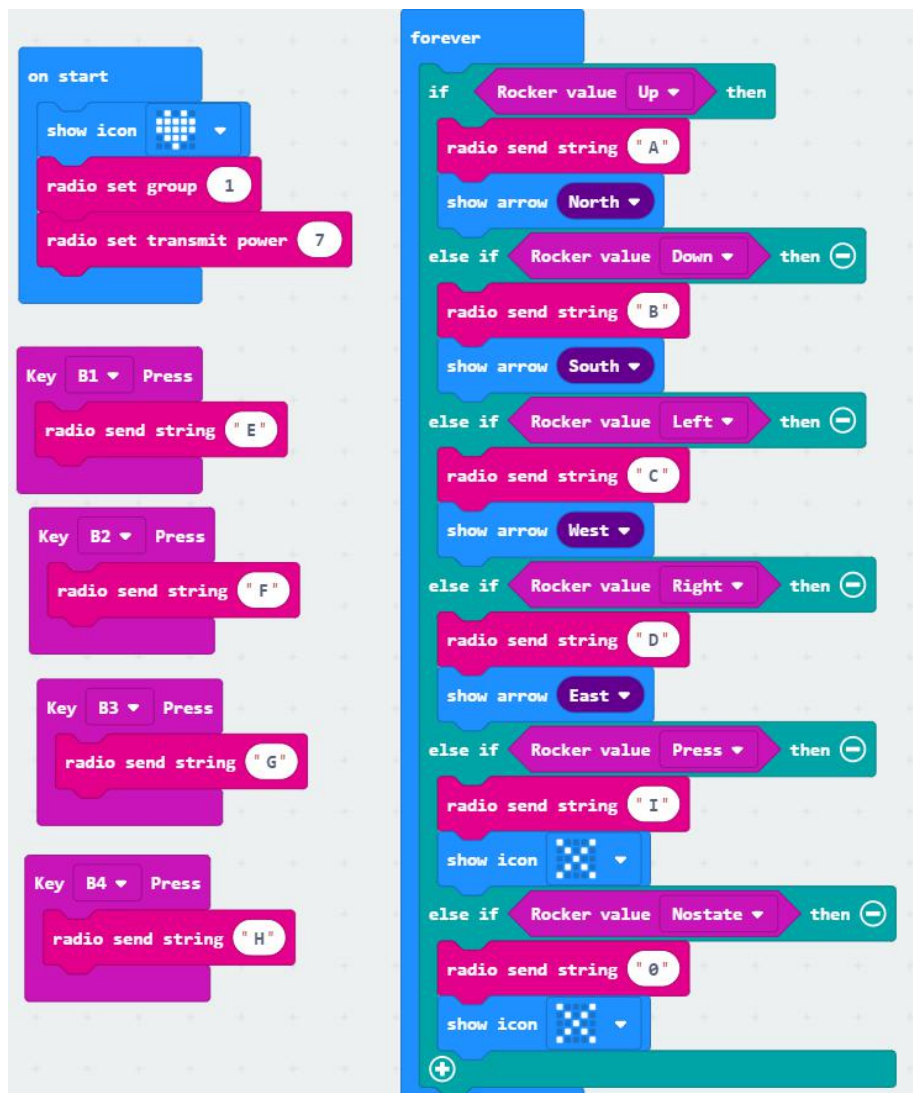 on start
show icon
radio set group 1
radio set transmit power 7
Key B1 Press
radio send string "E"
Key B2 Press
radio send string "F"
Key B3 Press
radio send string "G"
Key B4 Press
radio send string "H"
forever
if Rocker value Up then
radio send string "A"
show arrow North
else if Rocker value Down then
radio send string "B"
show arrow South
else if Rocker value Left then
radio send string "C"
show arrow West
else if Rocker value Right then
radio send string "D"
show arrow East
else if Rocker value Press then
radio send string "I"
show icon
else if Rocker value Nostate then
radio send string "0"
show icon